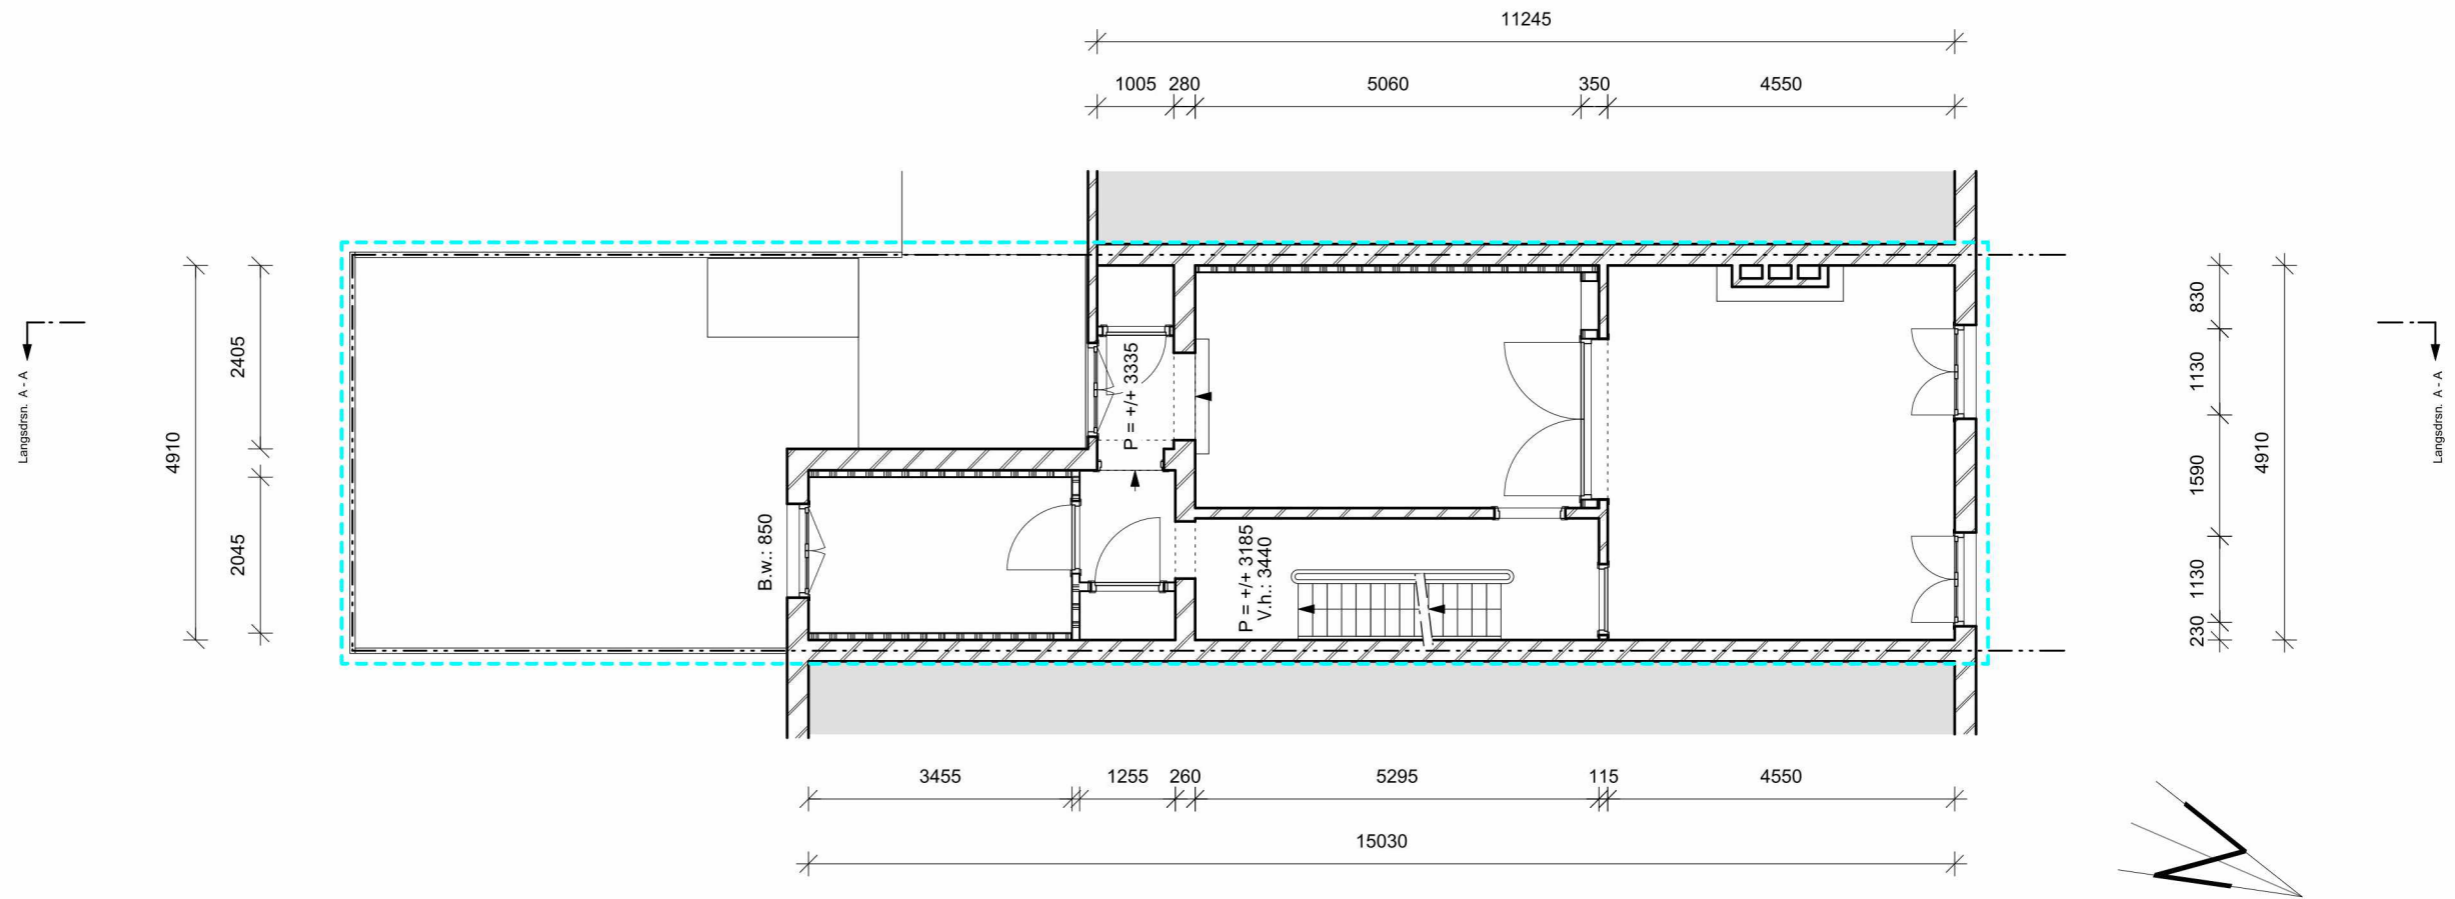 11245
1005 280 5060 350 4550
Langsdrsn. A - A
4910
2405
2045
B.w.: 850
P = +/+ 3335
P = +/+ 3185
V.h.: 3440
830
1130
1590
1130
230
4910
Langsdrsn. A - A
3455 1255 260 5295 115 4550
15030